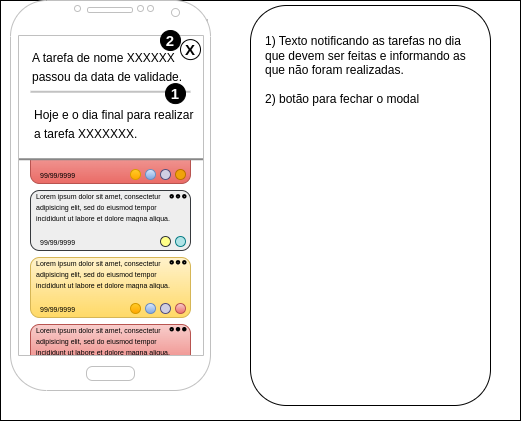 2
X
A tarefa de nome XXXXXX
passou da data de validade.
1
Hoje e o dia final para realizar
a tarefa XXXXXXX.
99/99/9999
Lorem ipsum dolor sit amet, consectetur
adipisicing elit, sed do eiusmod tempor
incididunt ut labore et dolore magna aliqua.
99/99/9999
Lorem ipsum dolor sit amet, consectetur
adipisicing elit, sed do eiusmod tempor
incididunt ut labore et dolore magna aliqua.
99/99/9999
Lorem ipsum dolor sit amet, consectetur
adipisicing elit, sed do eiusmod tempor
incididunt ut labore et dolore magna aliqua.
1) Texto notificando as tarefas no dia
que devem ser feitas e informando as
que não foram realizadas.
2) botão para fechar o modal